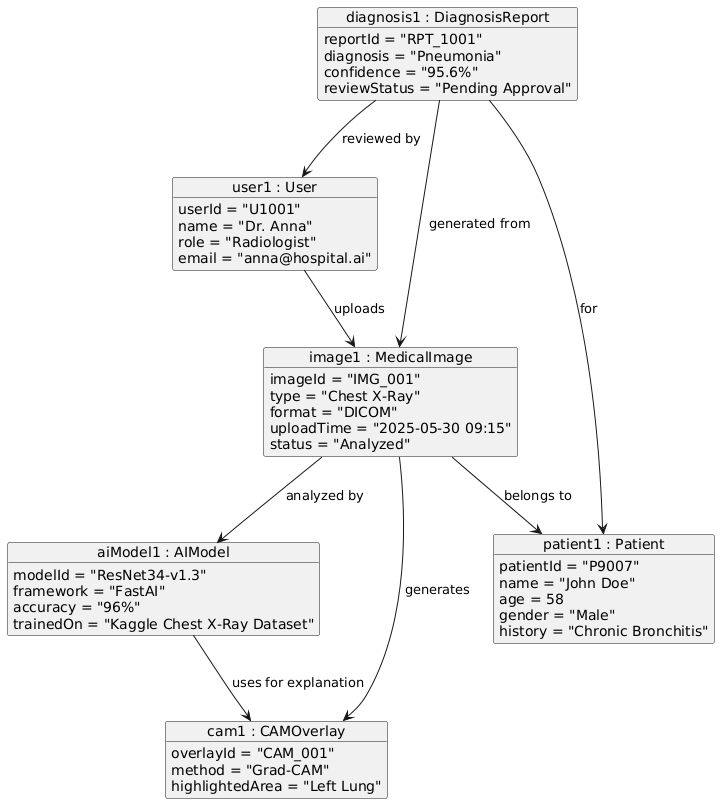 diagnosis1 : DiagnosisReport
reportId = "RPT_1001"
diagnosis = "Pneumonia"
confidence = "95.6%"
reviewStatus = "Pending Approval"
reviewed by
user1 : User
userId = "U1001"
name = "Dr. Anna"
role = "Radiologist"
email = "anna@hospital.ai"
generated from
for
uploads
image1 : MedicalImage
imageId = "IMG_001"
type = "Chest X-Ray"
format = "DICOM"
uploadTime = "2025-05-30 09:15"
status = "Analyzed"
analyzed by
belongs to
aiModel1 : AIModel
modelId = "ResNet34-v1.3"
framework = "FastAI"
accuracy = "96%"
trainedOn = "Kaggle Chest X-Ray Dataset"
generates
patient1 : Patient
patientId = "P9007"
name = "John Doe"
age = 58
gender = "Male"
history = "Chronic Bronchitis"
uses for explanation
cam1 : CAMOverlay
overlayId = "CAM_001"
method = "Grad-CAM"
highlightedArea = "Left Lung"